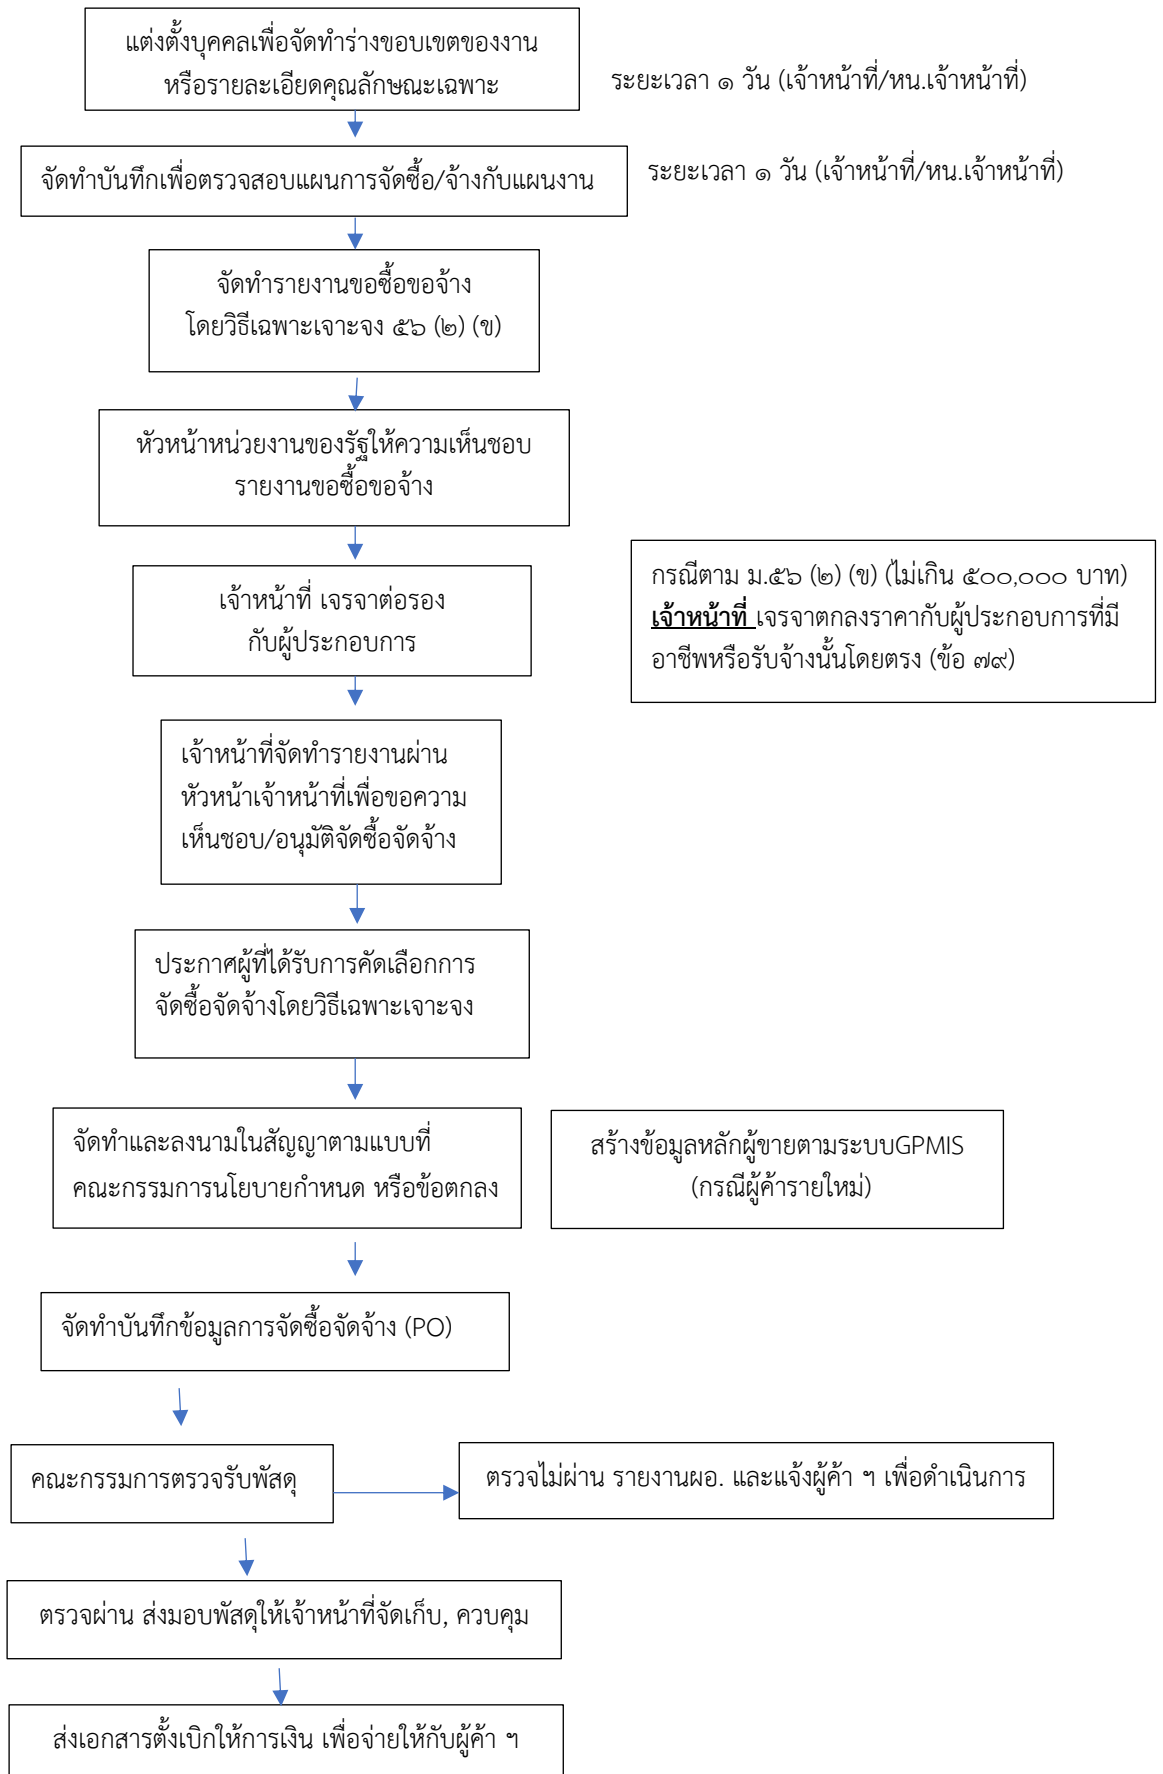 แต่งตั้งบุคคลเพื่อจัดทำร่างขอบเขตของงาน
หรือรายละเอียดคุณลักษณะเฉพาะ
ระยะเวลา ๑ วัน (เจ้าหน้าที่/หน.เจ้าหน้าที่)
จัดทำบันทึกเพื่อตรวจสอบแผนการจัดซื้อ/จ้างกับแผนงาน
ระยะเวลา ๑ วัน (เจ้าหน้าที่/หน.เจ้าหน้าที่)
จัดทำรายงานขอซื้อขอจ้าง
โดยวิธีเฉพาะเจาะจง ๕๖ (๒) (ข)
หัวหน้าหน่วยงานของรัฐให้ความเห็นชอบ
รายงานขอซื้อขอจ้าง
เจ้าหน้าที่ เจรจาต่อรอง
กับผู้ประกอบการ
กรณีตาม ม.๕๖ (๒) (ข) (ไม่เกิน ๕๐๐,๐๐๐ บาท)
เจ้าหน้าที่ เจรจาตกลงราคากับผู้ประกอบการที่มี
อาชีพหรือรับจ้างนั้นโดยตรง (ข้อ ๗๙)
เจ้าหน้าที่จัดทำรายงานผ่าน
หัวหน้าเจ้าหน้าที่เพื่อขอความ
เห็นชอบ/อนุมัติจัดซื้อจัดจ้าง
ประกาศผู้ที่ได้รับการคัดเลือกการ
จัดซื้อจัดจ้างโดยวิธีเฉพาะเจาะจง
จัดทำและลงนามในสัญญาตามแบบที่
คณะกรรมการนโยบายกำหนด หรือข้อตกลง
สร้างข้อมูลหลักผู้ขายตามระบบGPMIS
(กรณีผู้ค้ารายใหม่)
จัดทำบันทึกข้อมูลการจัดซื้อจัดจ้าง (PO)
คณะกรรมการตรวจรับพัสดุ
ตรวจไม่ผ่าน รายงานผอ. และแจ้งผู้ค้า ฯ เพื่อดำเนินการ
ตรวจผ่าน ส่งมอบพัสดุให้เจ้าหน้าที่จัดเก็บ, ควบคุม
ส่งเอกสารตั้งเบิกให้การเงิน เพื่อจ่ายให้กับผู้ค้า ฯ